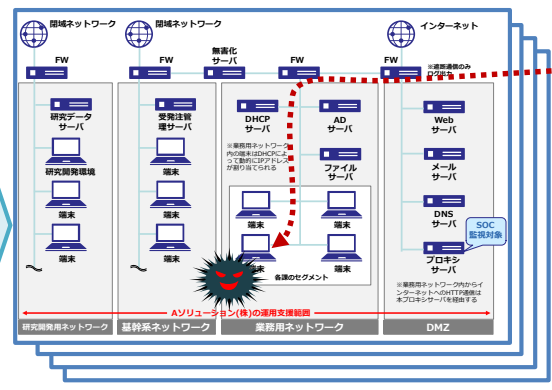 閉域ネットワーク
閉域ネットワーク
インターネット
FW
FW
無害化
サーバ
FW
FW
※遮断通信のみ
ログ出力
研究データ
サーバ
研究開発環境
端末
端末
受発注管
理サーバ
端末
端末
端末
DHCP
サーバ
※業務用ネットワーク
内の端末はDHCPによ
って動的にIPアドレス
が割り当てられる
AD
サーバ
ファイル
サーバ
端末
端末
端末
端末
各課のセグメント
Web
サーバ
メール
サーバ
DNS
サーバ
SOC
監視対象
プロキシ
サーバ
※業務用ネットワーク内からイ
ンターネットへのHTTP通信は
本プロキシサーバを経由する
Aソリューション(株)の運用支援範囲
研究開発用ネットワーク
基幹系ネットワーク
業務用ネットワーク
DMZ